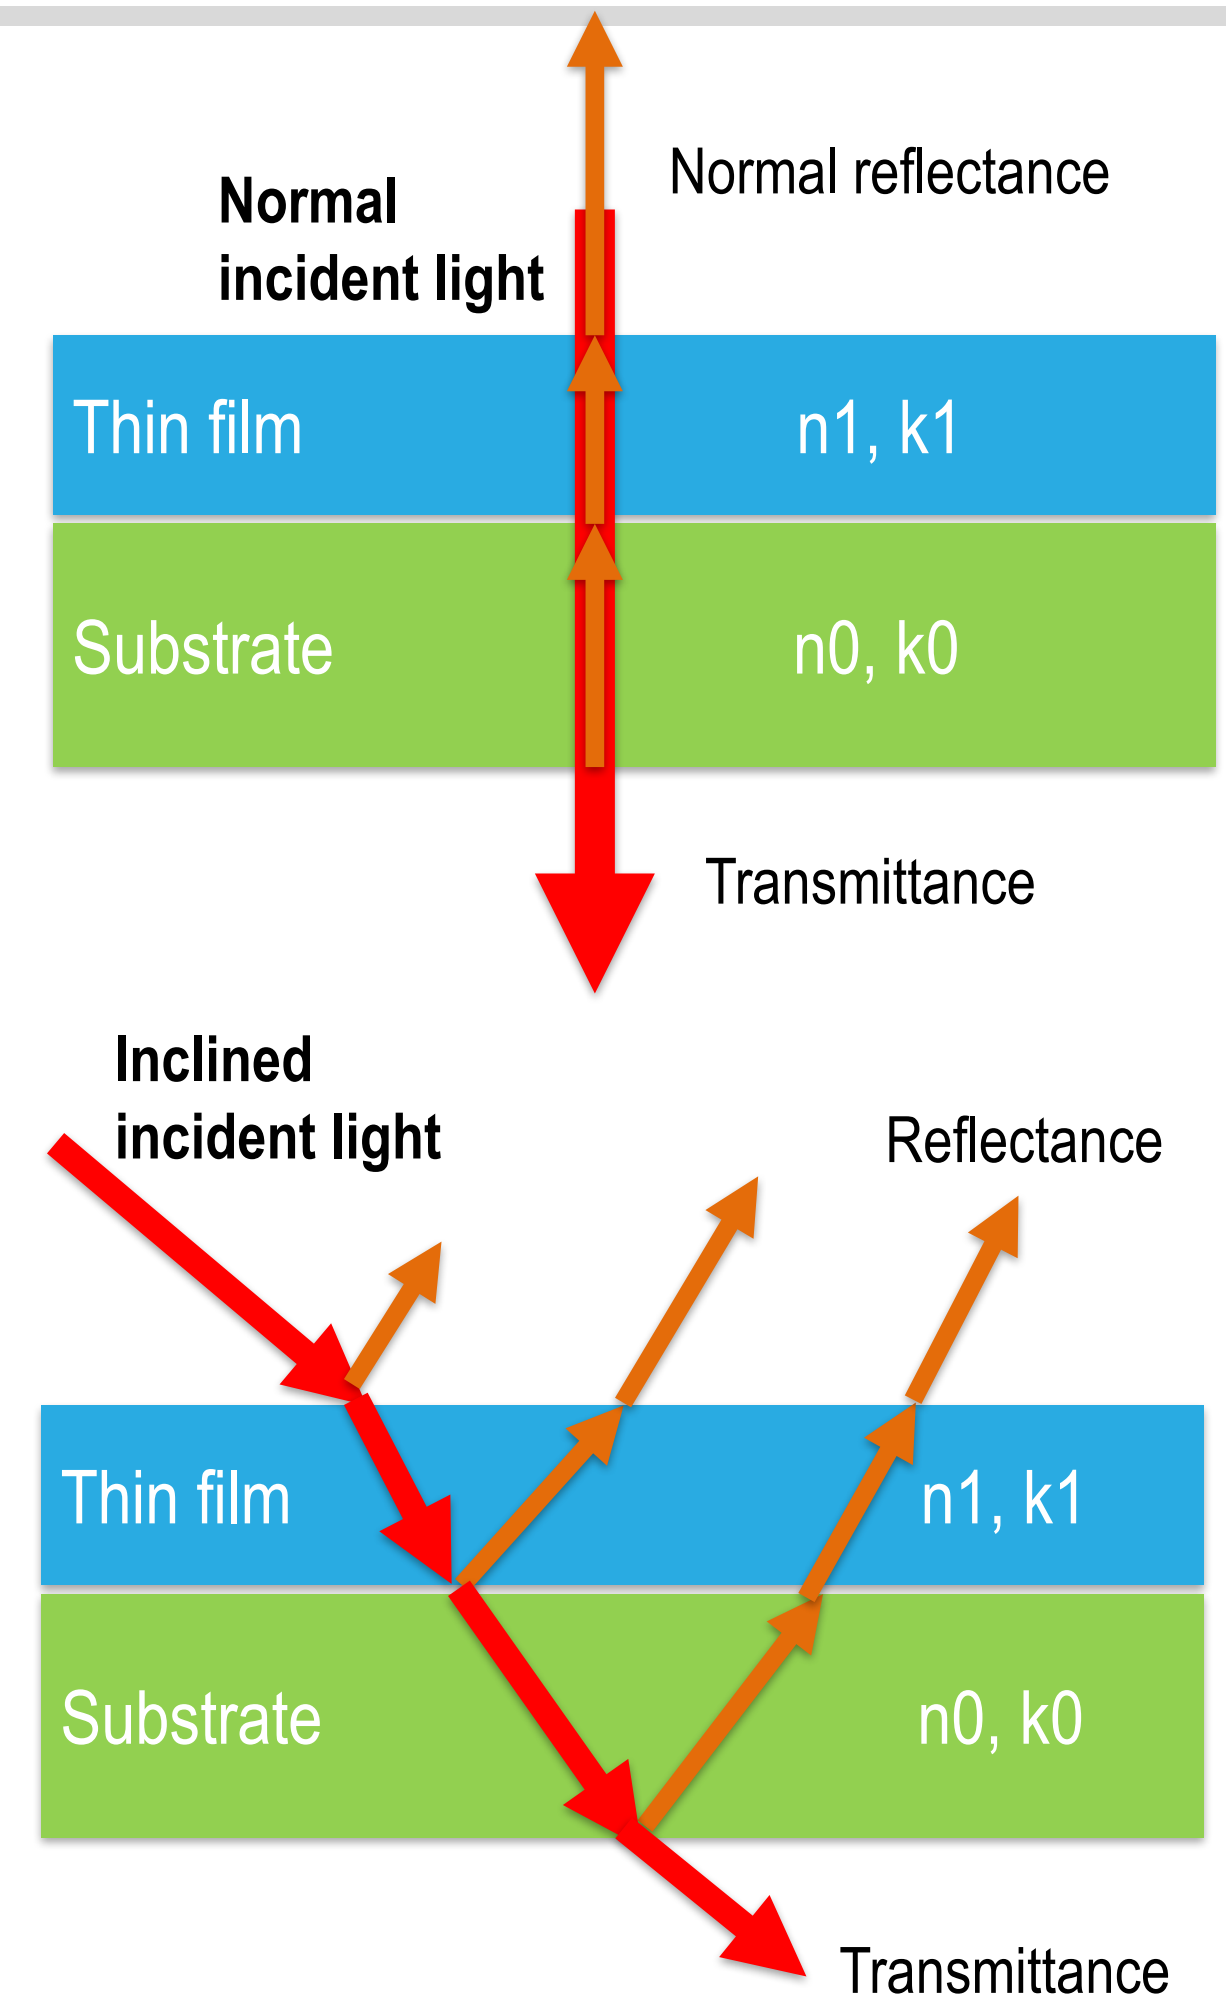 Normal reflectance
Normal
incident light
Thin film
n1, k1
Substrate
n0, k0
Transmittance
Inclined
incident light
Reflectance
Thin film
n1, k1
Substrate
n0, k0
Transmittance